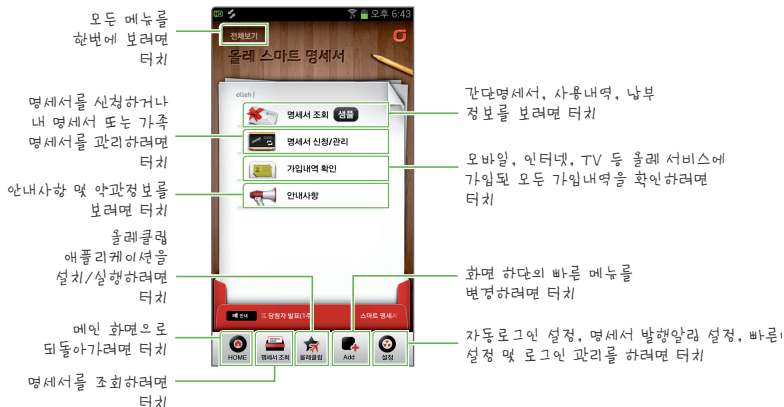 모든 메뉴를
한번에 보려면
터치
명세서를 신청하거나
내 명세서 또는 가족
명세서를 관리하려면
터치
안내사항 및 약관정보를
보려면 터치
올레클럽
애플리케이션을
설치/실행하려면
터치
메인 화면으로
되돌아가려면 터치
명세서를 조회하려면
터치
오후 6:43
전체보기
올레 스마트 명세서
olleh |
명세서 조회 샘플
명세서 신청/관리
가입내역 확인
안내사항
안내
당첨자 발표(1주
스마트 명세서
HOME
명세서 조회
올레클럽
Add
설정
간단명세서, 사용내역, 납부
정보를 보려면 터치
모바일, 인터넷, TV 등 올레 서비스에
가입된 모든 가입내역을 확인하려면
터치
화면 하단의 빠른 메뉴를
변경하려면 터치
자동로그인 설정, 명세서 발행알림 설정, 빠른
설정 및 로그인 관리를 하려면 터치